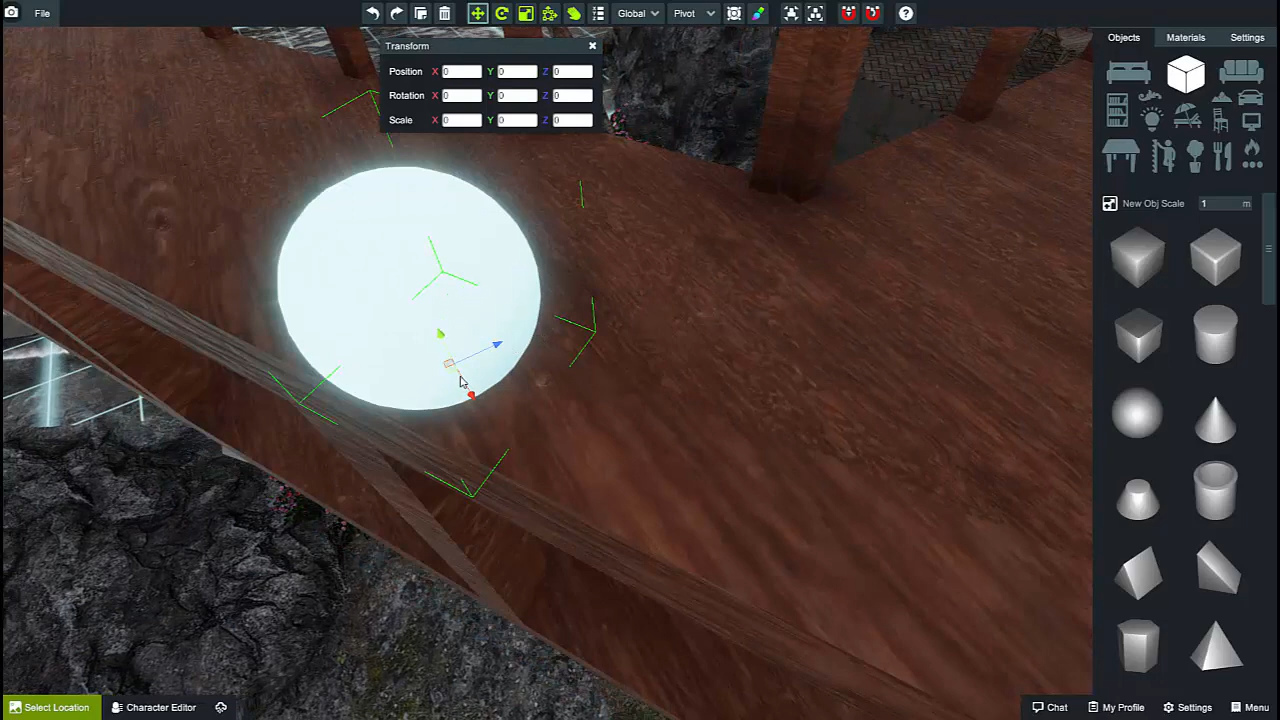 File
Global
Pivot
Transform
Position X 0 Y 0 Z 0
Rotation X 0 Y 0 Z 0
Scale X 0 Y 0 Z 0
Objects
Materials
Settings
New Obj Scale 1 m
Select Location
Character Editor
Chat
My Profile
Settings
Menu